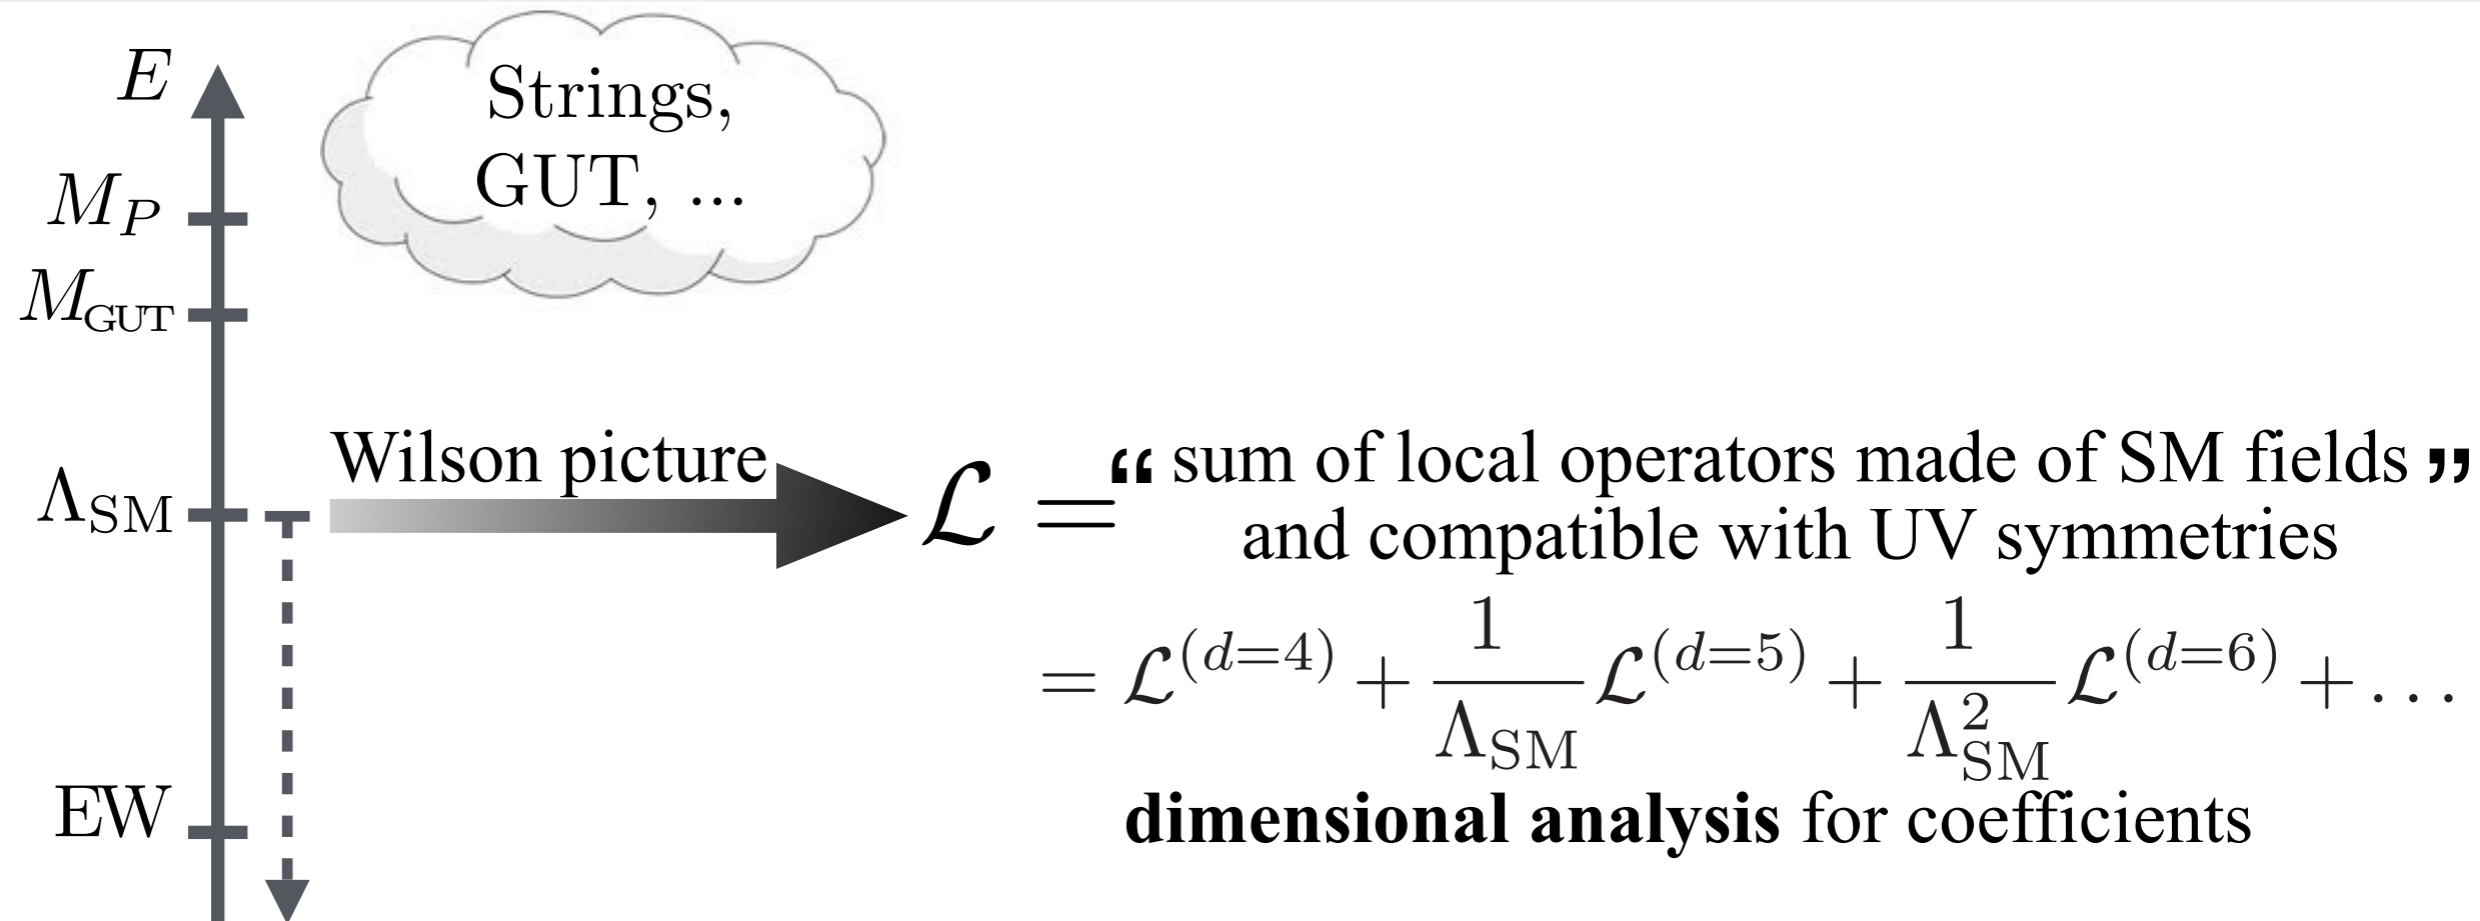 E
Strings,
GUT, ...
M_P
M_GUT
Wilson picture
Λ_SM
ℒ = “ sum of local operators made of SM fields ”
and compatible with UV symmetries
= ℒ^(d=4) + 1/Λ_SM ℒ^(d=5) + 1/Λ_SM^2 ℒ^(d=6) + ...
EW
dimensional analysis for coefficients